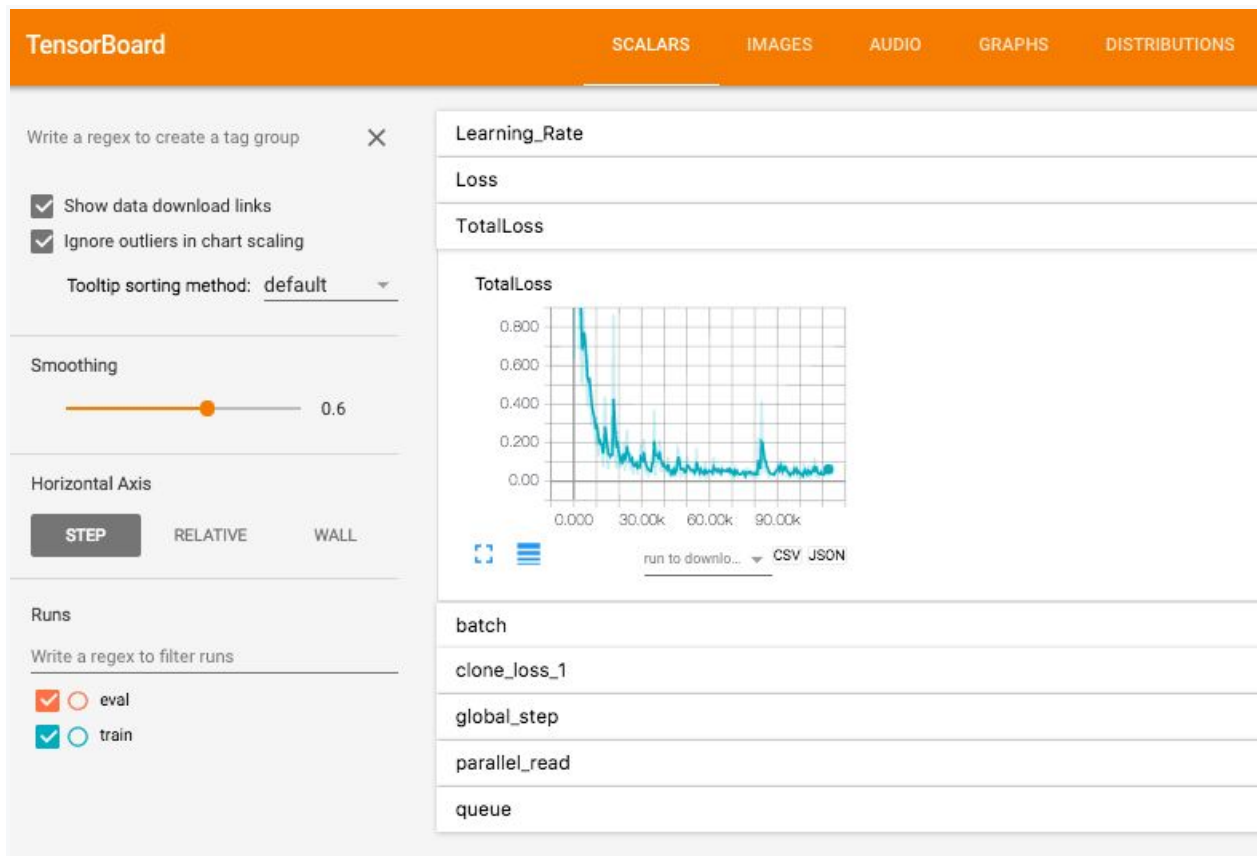 TensorBoard
SCALARS IMAGES AUDIO GRAPHS DISTRIBUTIONS
Write a regex to create a tag group
Show data download links
Ignore outliers in chart scaling
Tooltip sorting method: default
Smoothing
0.6
Horizontal Axis
STEP RELATIVE WALL
Runs
Write a regex to filter runs
eval
train
Learning_Rate
Loss
TotalLoss
TotalLoss
0.800
0.600
0.400
0.200
0.00
0.000 30.00k 60.00k 90.00k
run to downlo... CSV JSON
batch
clone_loss_1
global_step
parallel_read
queue